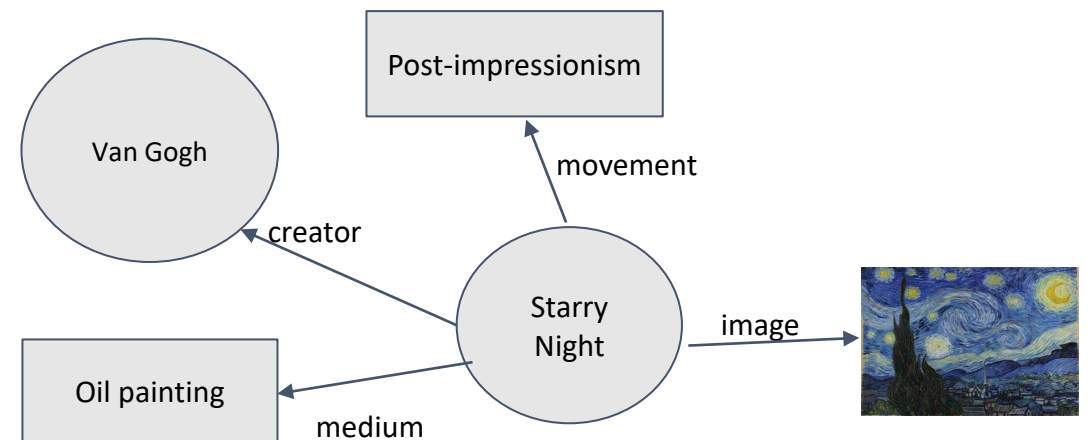 Post-impressionism
Van Gogh
movement
creator
Starry
Night
image
Oil painting
medium